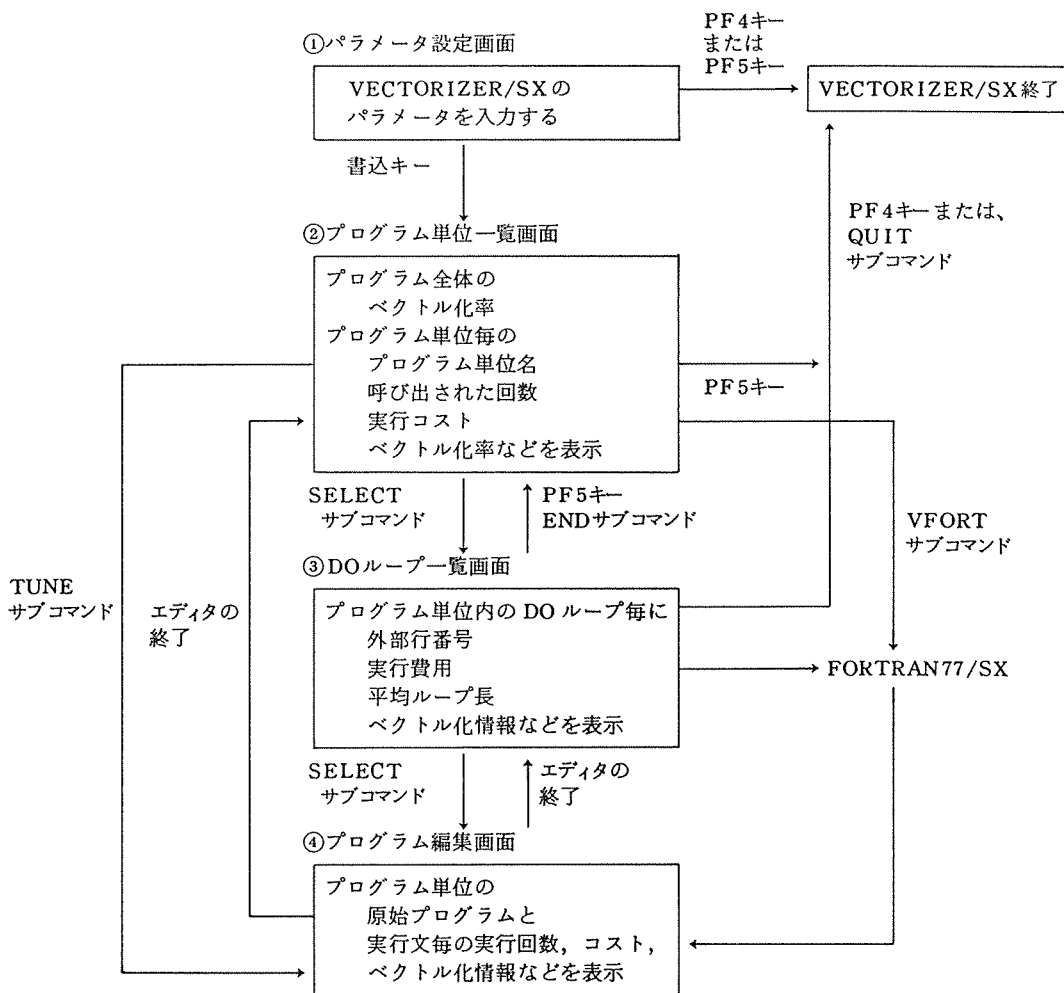 ①パラメータ設定画面
PF4キー
または
PF5キー
VECTORIZER/SXの
パラメータを入力する
VECTORIZER/SX終了
書込キー
②プログラム単位一覧画面
PF4キーまたは、
QUIT
サブコマンド
プログラム全体の
ベクトル化率
プログラム単位毎の
プログラム単位名
呼び出された回数
実行コスト
ベクトル化率などを表示
PF5キー
SELECT
サブコマンド
PF5キー
ENDサブコマンド
VFORT
サブコマンド
③DOループ一覧画面
TUNE
サブコマンド
エディタの
終了
プログラム単位内のDOループ毎に
外部行番号
実行費用
平均ループ長
ベクトル化情報などを表示
FORTRAN77/SX
SELECT
サブコマンド
エディタの
終了
④プログラム編集画面
プログラム単位の
原始プログラムと
実行文毎の実行回数，コスト，
ベクトル化情報などを表示